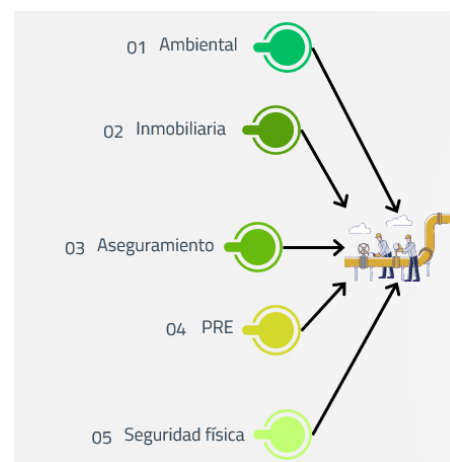 01 Ambiental
02 Inmobiliaria
03 Aseguramiento
04 PRE
05 Seguridad física